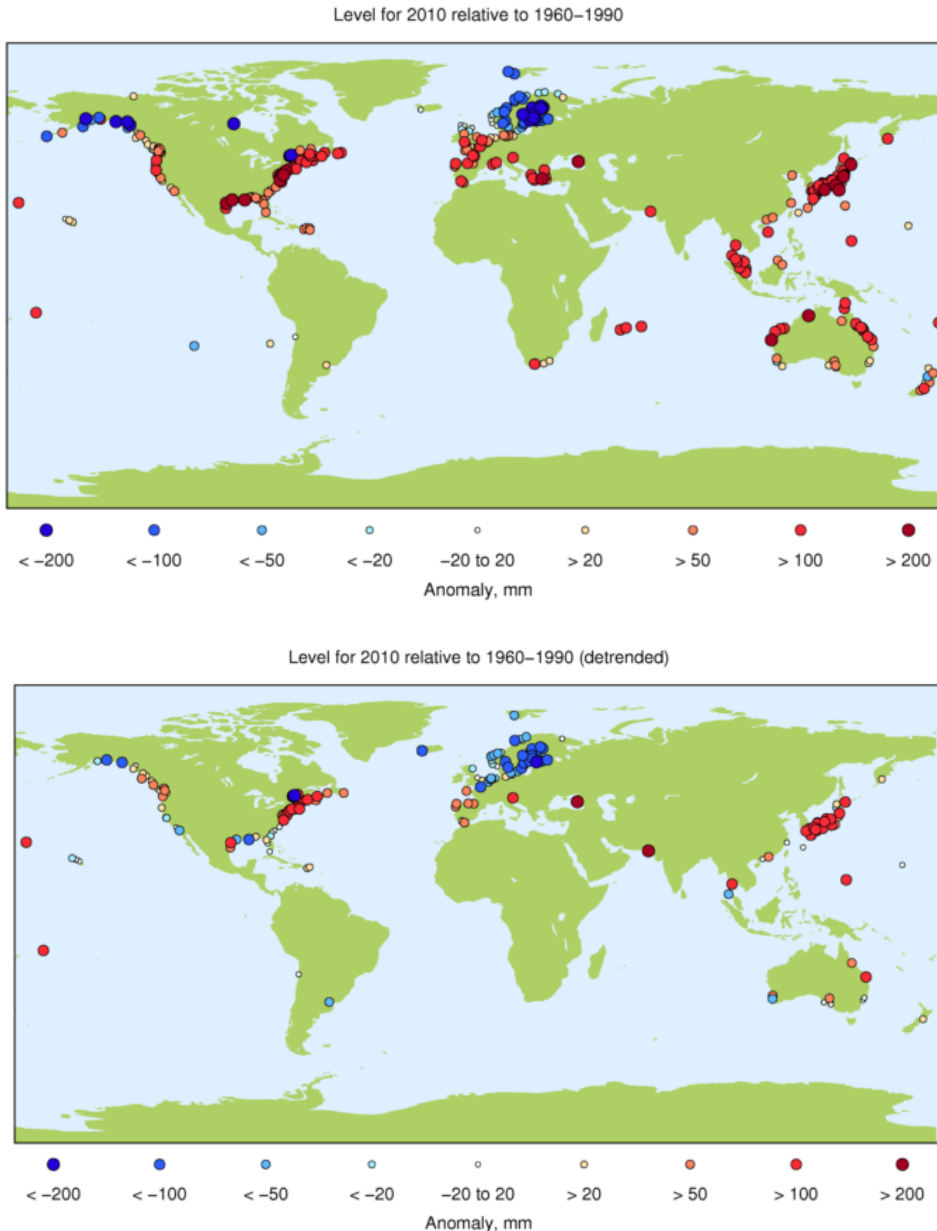 Level for 2010 relative to 1960−1990
< −200 < −100 < −50 < −20 −20 to 20 > 20 > 50 > 100 > 200
Anomaly, mm
Level for 2010 relative to 1960−1990 (detrended)
< −200 < −100 < −50 < −20 −20 to 20 > 20 > 50 > 100 > 200
Anomaly, mm